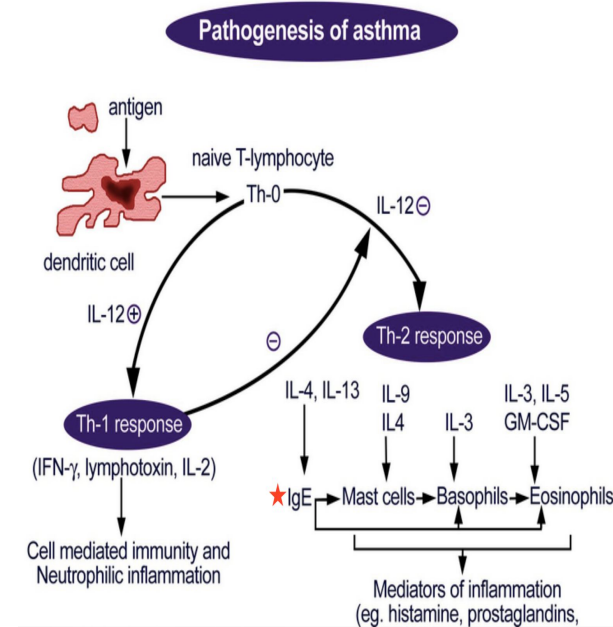 Pathogenesis of asthma
antigen
naive T-lymphocyte
Th-0
IL-12⊖
dendritic cell
IL-12⊕
⊖
Th-2 response
Th-1 response
(IFN-γ, lymphotoxin, IL-2)
IL-4, IL-13
IL-9
IL4
IL-3
IL-3, IL-5
GM-CSF
IgE
Mast cells
Basophils
Eosinophils
Cell mediated immunity and
Neutrophilic inflammation
Mediators of inflammation
(eg. histamine, prostaglandins,